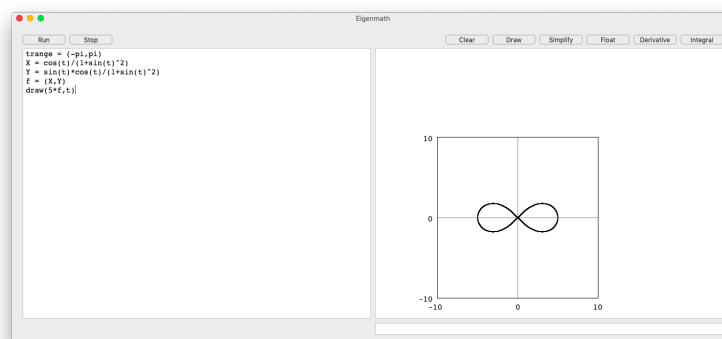 Eigenmath
Run Stop Clear Draw Simplify Float Derivative Integral
trange = (-pi,pi)
X = cos(t)/(1+sin(t)^2)
Y = sin(t)*cos(t)/(1+sin(t)^2)
f = (X,Y)
draw(5*f,t)
10
0
-10
-10 0 10